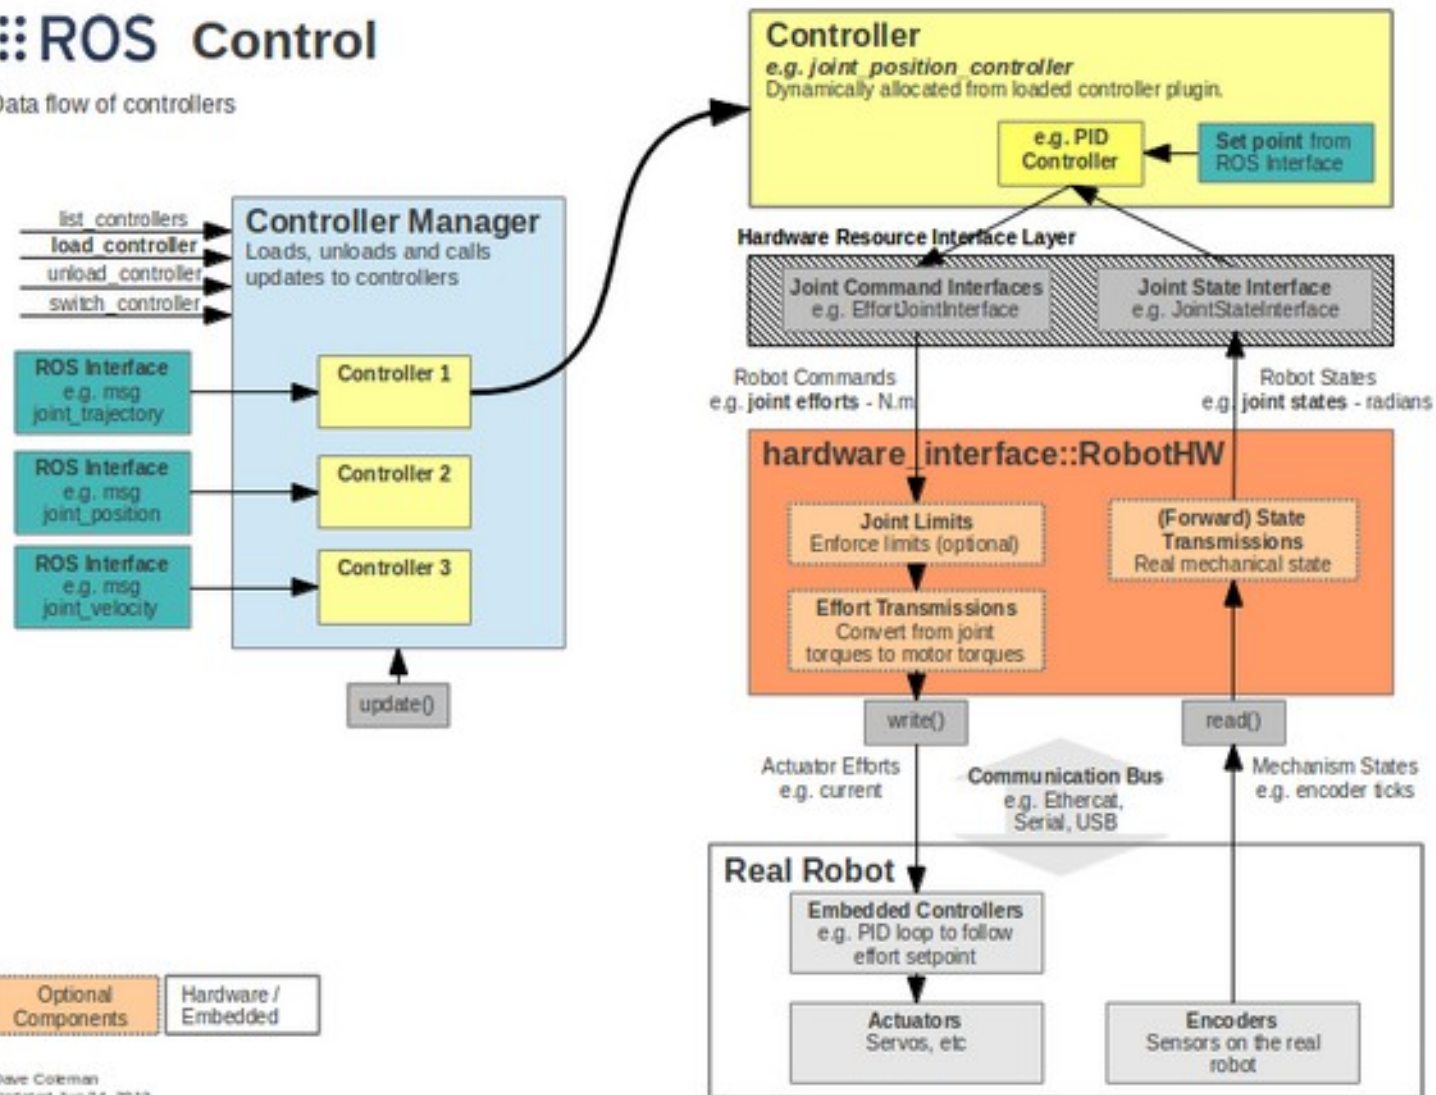 ROS Control
Data flow of controllers
list_controllers
load_controller
unload_controller
switch_controller
Controller Manager
Loads, unloads and calls
updates to controllers
ROS Interface
e.g. msg
joint_trajectory
Controller 1
ROS Interface
e.g. msg
joint_position
Controller 2
ROS Interface
e.g. msg
joint_velocity
Controller 3
update()
Controller
e.g. joint_position_controller
Dynamically allocated from loaded controller plugin.
e.g. PID
Controller
Set point from
ROS Interface
Hardware Resource Interface Layer
Joint Command Interfaces
e.g. EffortJointInterface
Joint State Interface
e.g. JointStateInterface
Robot Commands
e.g. joint efforts - N.m
Robot States
e.g. joint states - radians
hardware_interface::RobotHW
Joint Limits
Enforce limits (optional)
Effort Transmissions
Convert from joint
torques to motor torques
(Forward) State
Transmissions
Real mechanical state
write()
read()
Actuator Efforts
e.g. current
Communication Bus
e.g. Ethercat,
Serial, USB
Mechanism States
e.g. encoder ticks
Real Robot
Embedded Controllers
e.g. PID loop to follow
effort setpoint
Actuators
Servos, etc
Encoders
Sensors on the real
robot
Optional
Components
Hardware /
Embedded
Dave Coleman